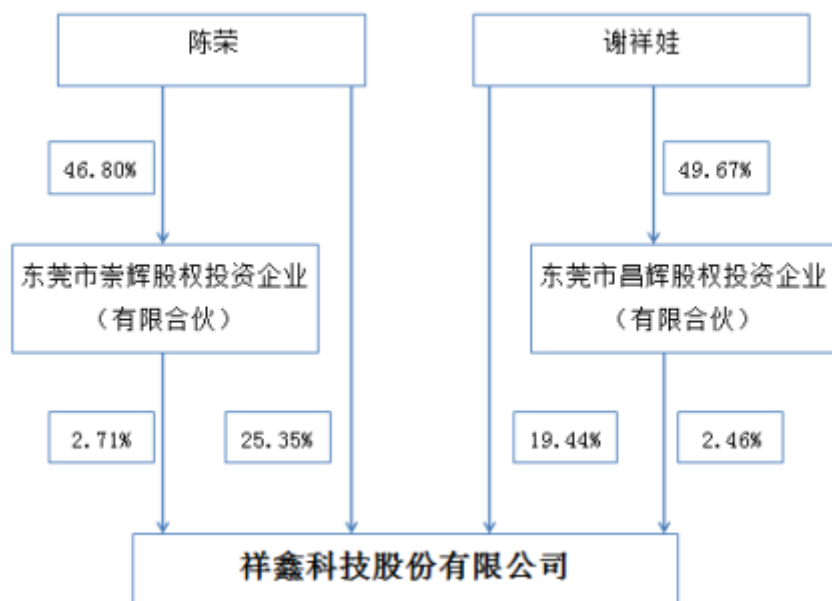 陈荣
谢祥娃
46.80%
49.67%
东莞市崇辉股权投资企业
（有限合伙）
东莞市昌辉股权投资企业
（有限合伙）
2.71%
25.35%
19.44%
2.46%
祥鑫科技股份有限公司